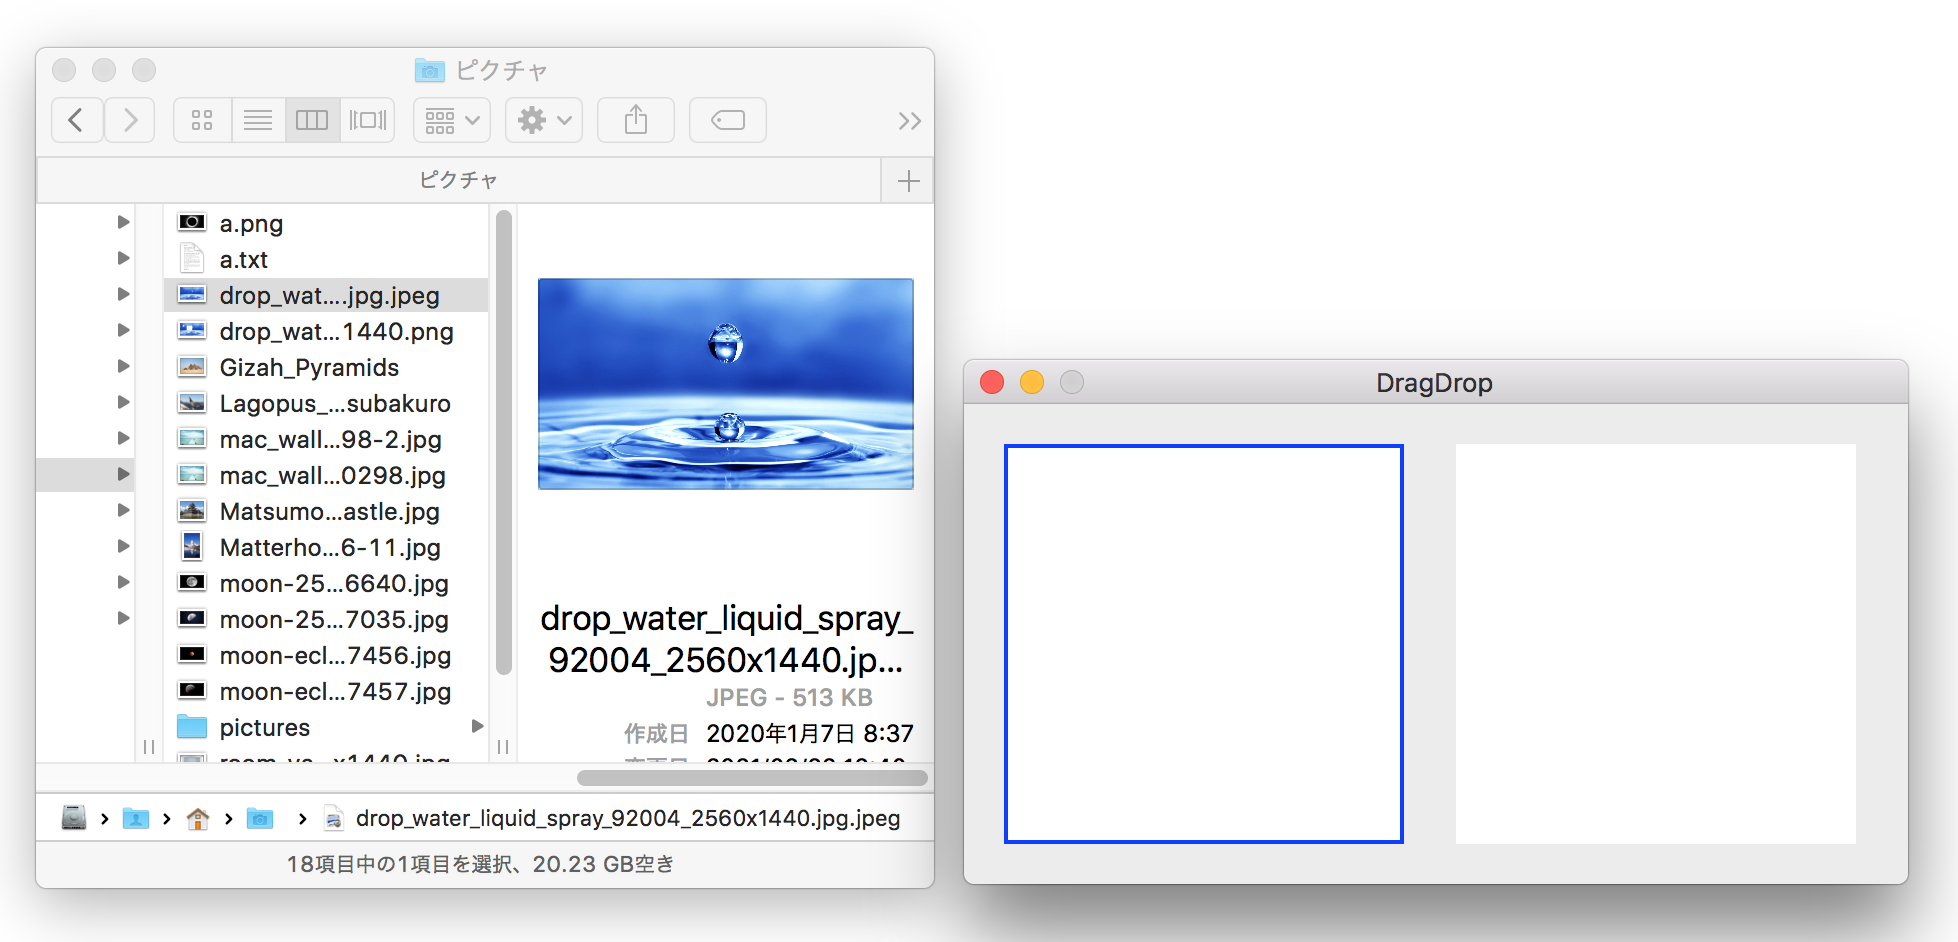 ピクチャ
ピクチャ
a.png
a.txt
drop_wat....jpg.jpeg
drop_wat...1440.png
Gizah_Pyramids
Lagopus_...subakuro
mac_wall...98-2.jpg
mac_wall...0298.jpg
Matsumo...astle.jpg
Matterho...6-11.jpg
moon-25...6640.jpg
moon-25...7035.jpg
moon-ecl...7456.jpg
moon-ecl...7457.jpg
pictures
drop_water_liquid_spray_
92004_2560x1440.jp...
JPEG - 513 KB
作成日 2020年1月7日 8:37
drop_water_liquid_spray_92004_2560x1440.jpg.jpeg
18項目中の1項目を選択、20.23 GB空き
DragDrop